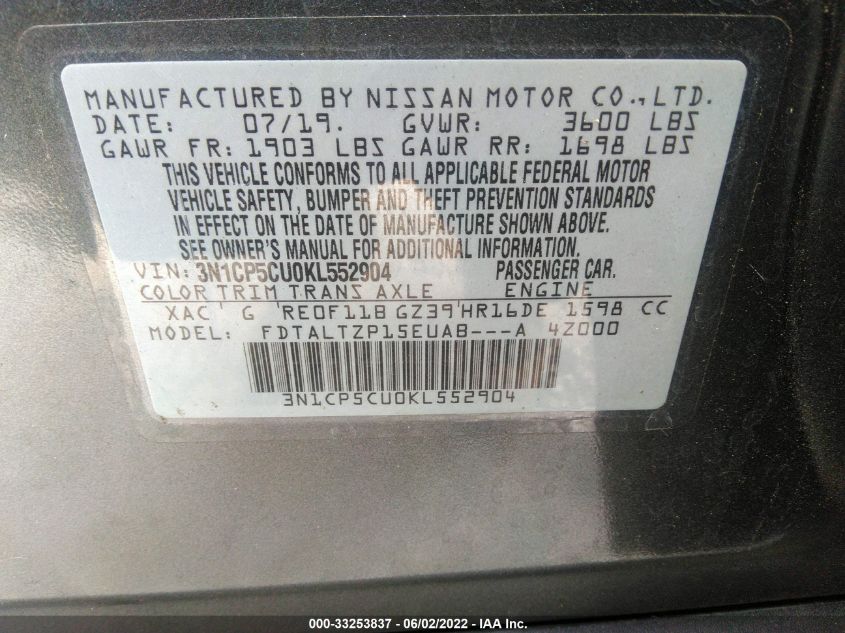 MANUFACTURED BY NISSAN MOTOR CO.,LTD.
DATE: 07/19. GVWR: 3600 LBS
GAWR FR: 1903 LBS GAWR RR: 1698 LBS
THIS VEHICLE CONFORMS TO ALL APPLICABLE FEDERAL MOTOR
VEHICLE SAFETY, BUMPER AND THEFT PREVENTION STANDARDS
IN EFFECT ON THE DATE OF MANUFACTURE SHOWN ABOVE.
SEE OWNER'S MANUAL FOR ADDITIONAL INFORMATION.
VIN: 3N1CP5CU0KL552904 PASSENGER CAR.
COLOR TRIM TRANS AXLE ENGINE
XAC G 'RE0F11B GZ39'HR16DE 1598 CC
MODEL: FDTALTZP15EUAB---A 4Z000
3N1CP5CU0KL552904
000-33253837 - 06/02/2022 - IAA Inc.